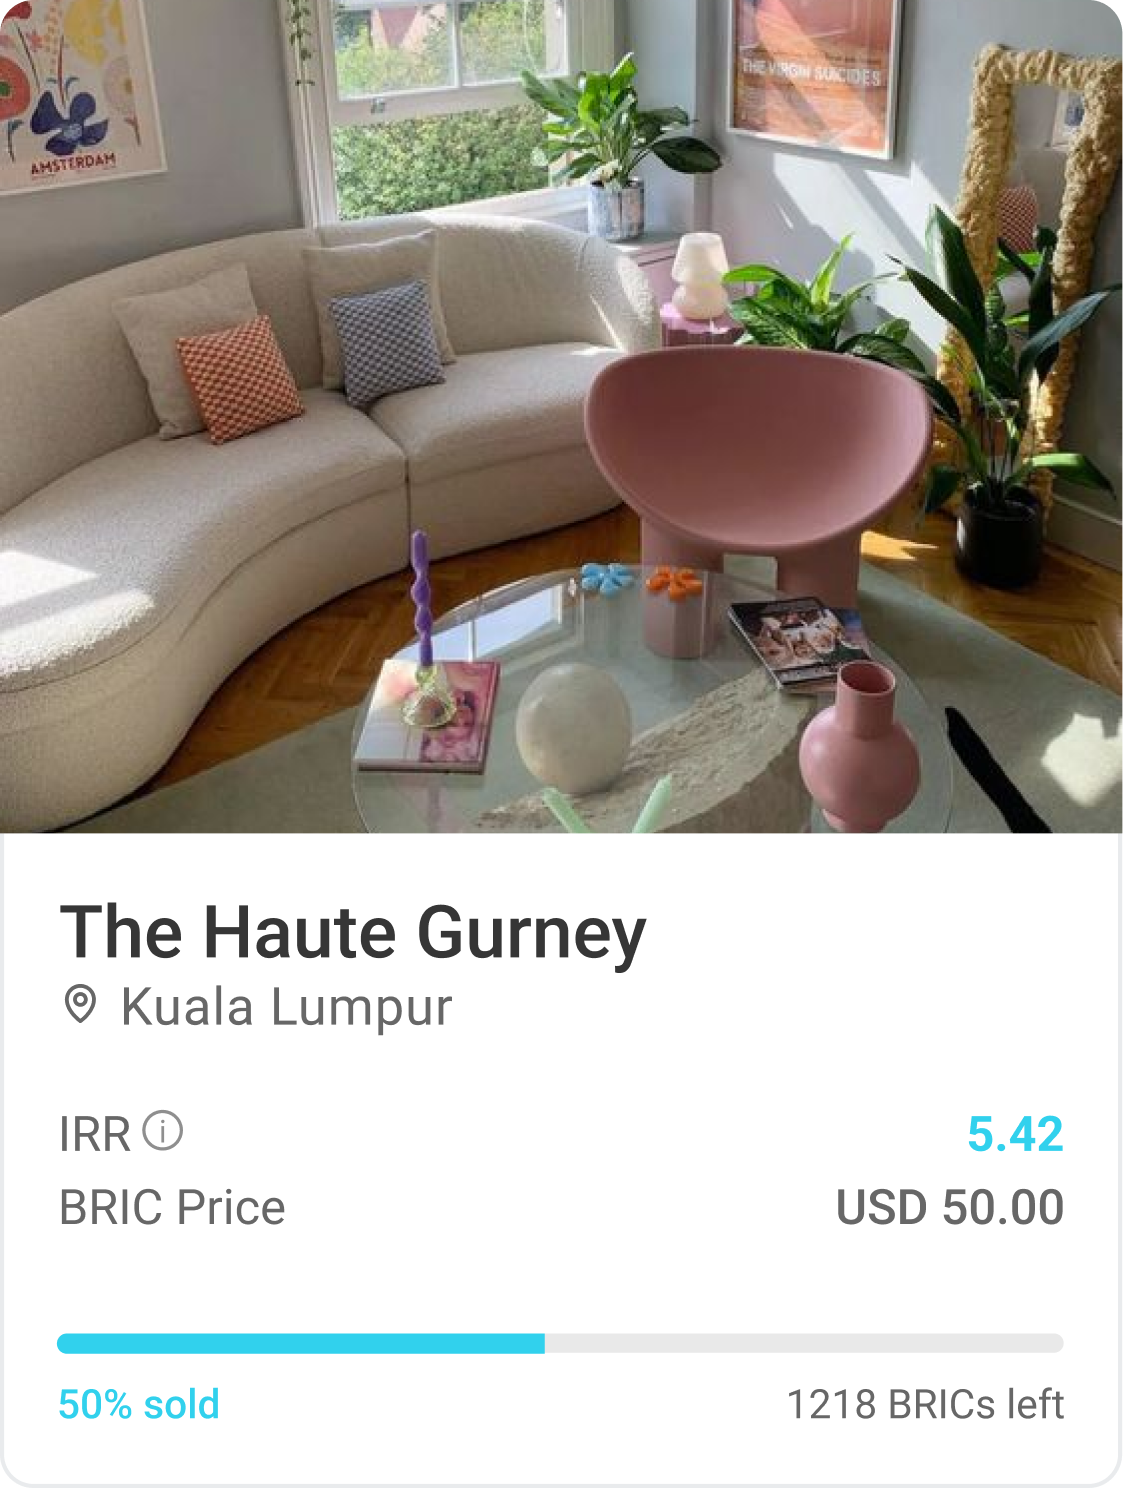 AMSTERDAM
THE VIRGIN SUICIDES
The Haute Gurney
Kuala Lumpur
IRR
5.42
BRIC Price
USD 50.00
50% sold
1218 BRICs left